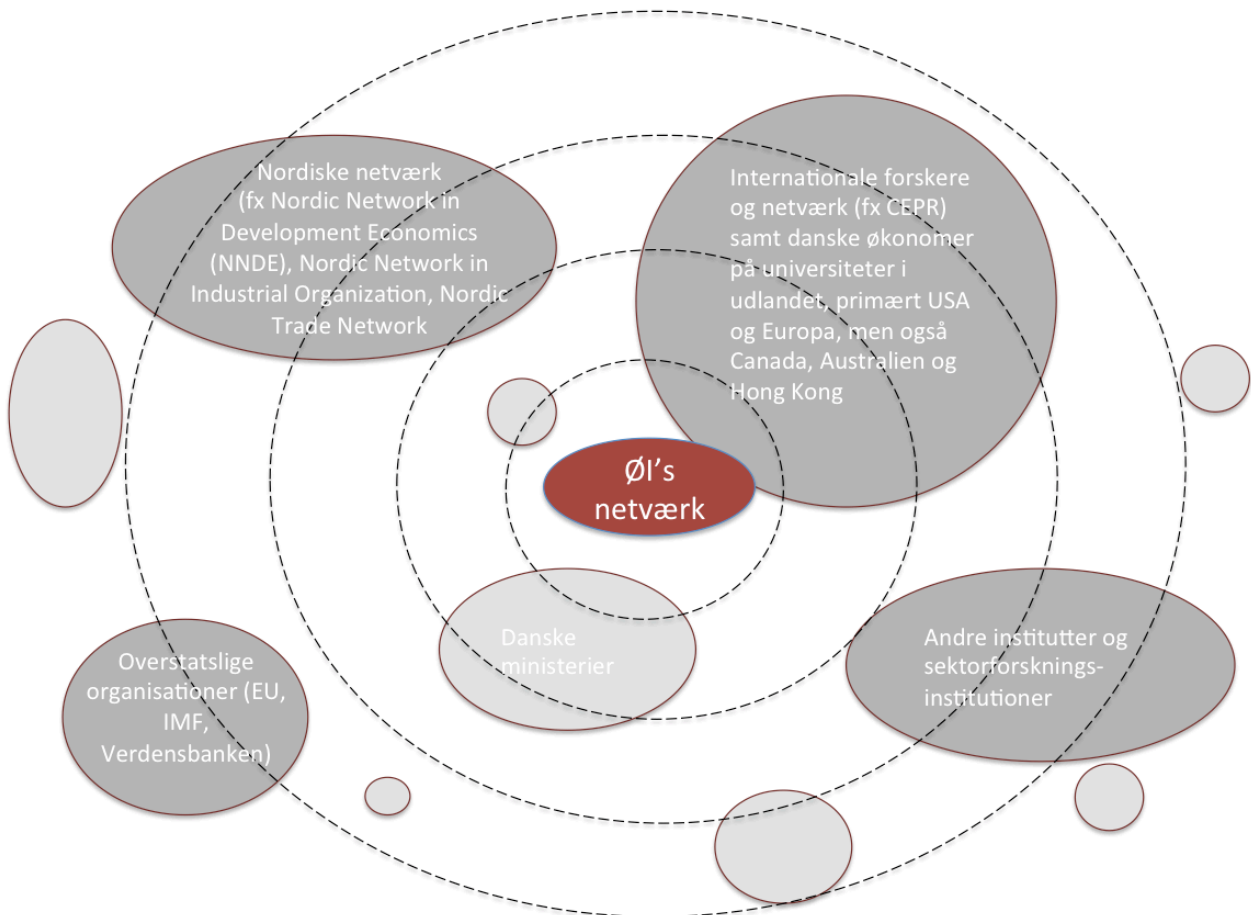 Nordiske netværk
(fx Nordic Network in
Development Economics
(NNDE), Nordic Network in
Industrial Organization, Nordic
Trade Network
Internationale forskere
og netværk (fx CEPR)
samt danske økonomer
på universiteter i
udlandet, primært USA
og Europa, men også
Canada, Australien og
Hong Kong
ØI's
netværk
Danske
ministerier
Andre institutter og
sektorforsknings-
institutioner
Overstatslige
organisationer (EU,
IMF,
Verdensbanken)